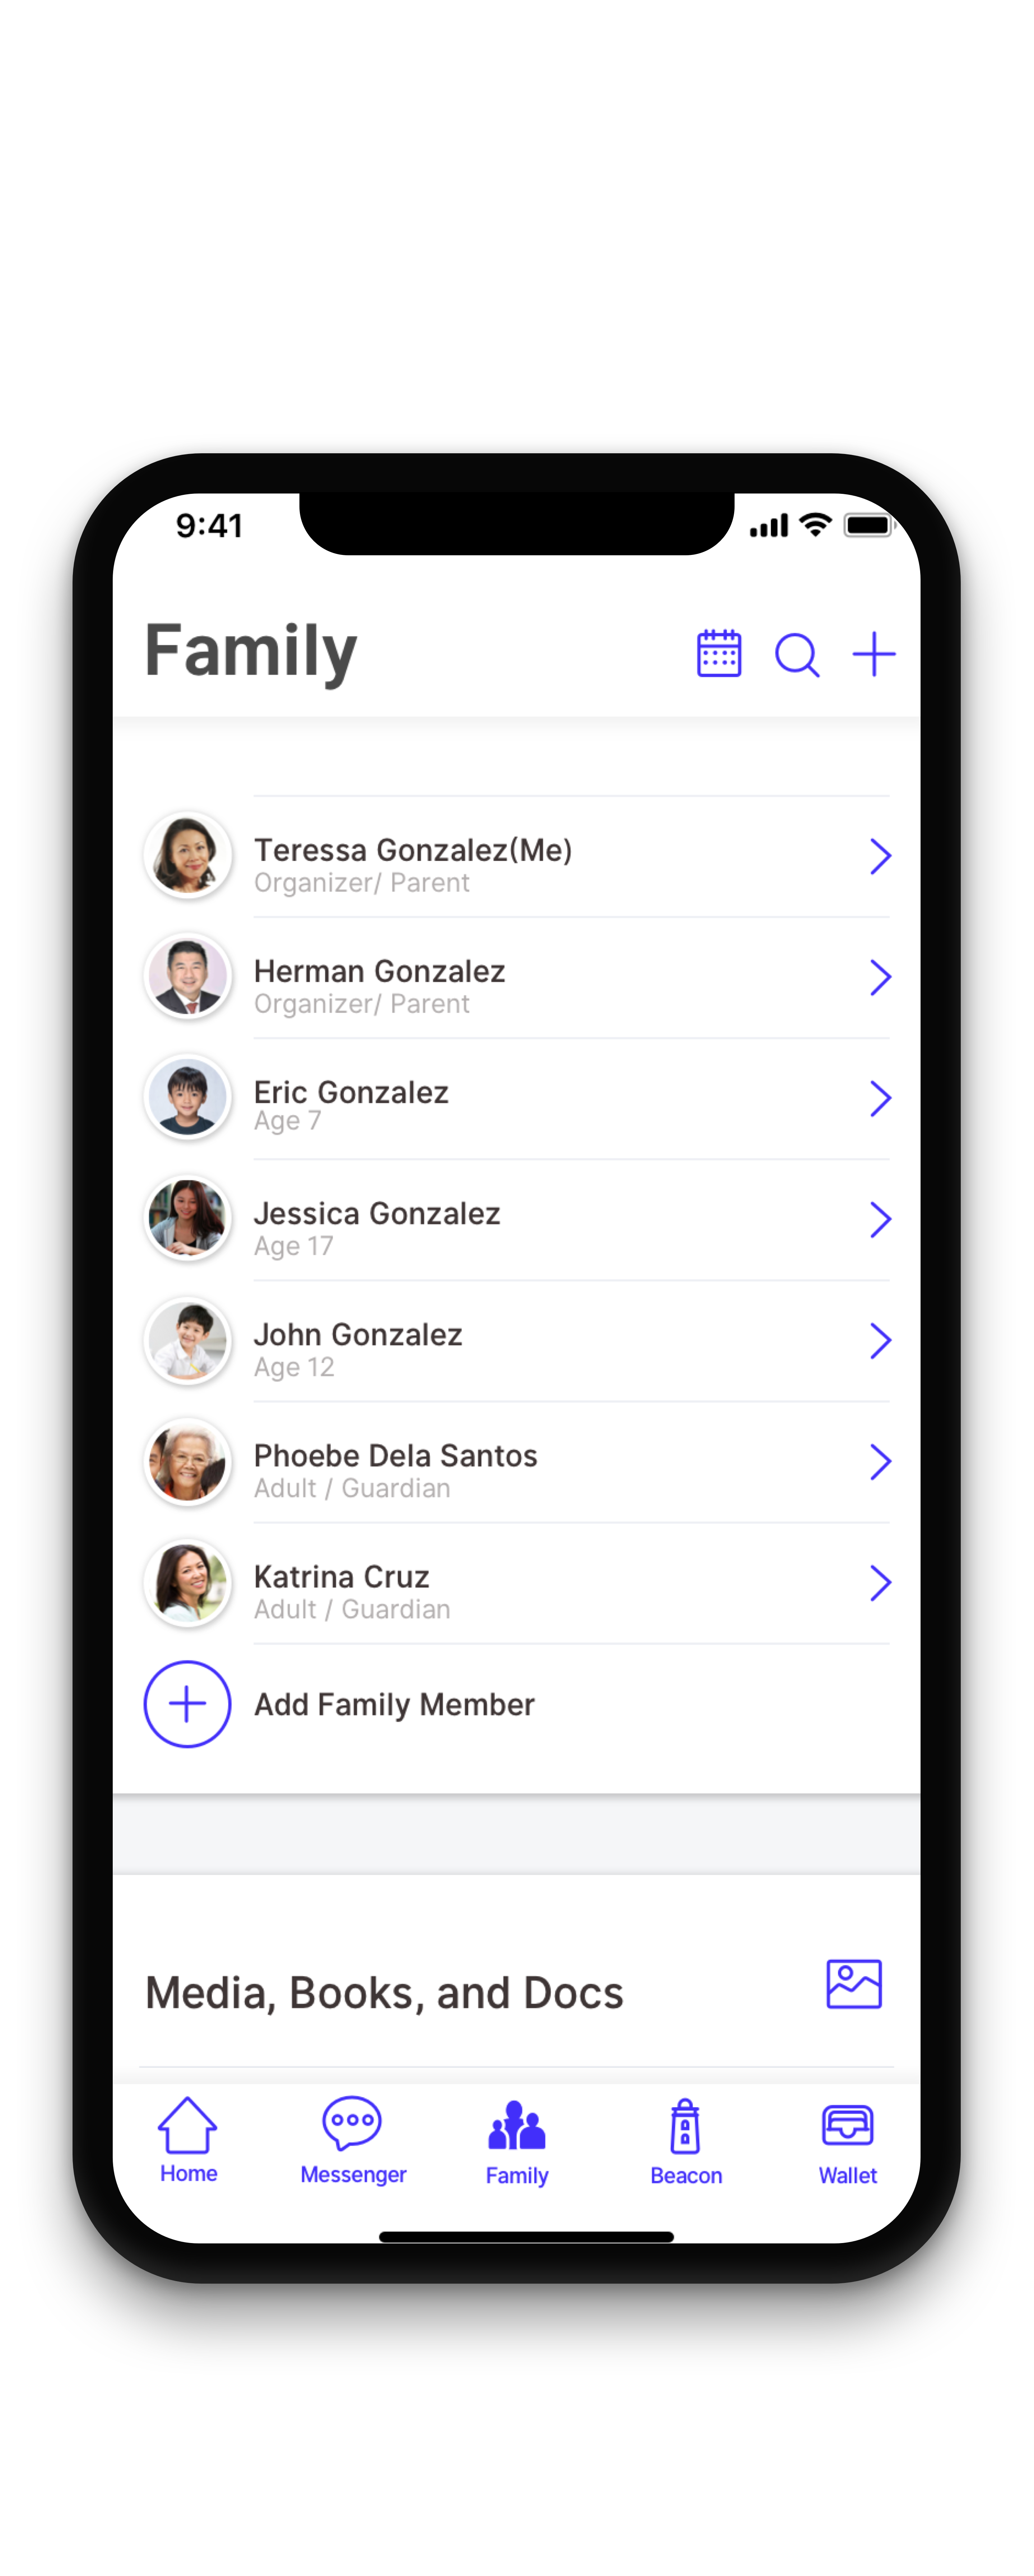 9:41
Family
Teressa Gonzalez(Me)
Organizer/ Parent
Herman Gonzalez
Organizer/ Parent
Eric Gonzalez
Age 7
Jessica Gonzalez
Age 17
John Gonzalez
Age 12
Phoebe Dela Santos
Adult / Guardian
Katrina Cruz
Adult / Guardian
Add Family Member
Media, Books, and Docs
Home Messenger Family Beacon Wallet